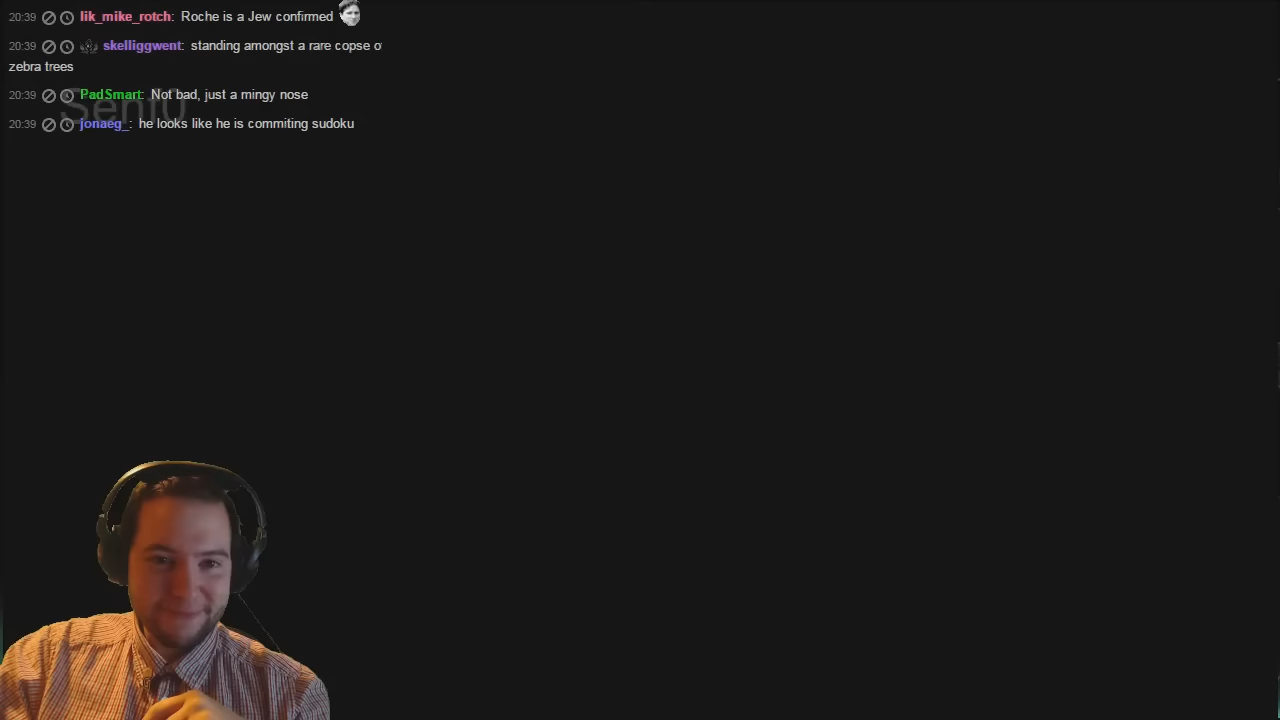 20:39 lik_mike_rotch: Roche is a Jew confirmed
20:39 skelliggwent: standing amongst a rare copse of
zebra trees
20:39 PadSmart: Not bad, just a mingy nose
20:39 jonaeg_: he looks like he is commiting sudoku